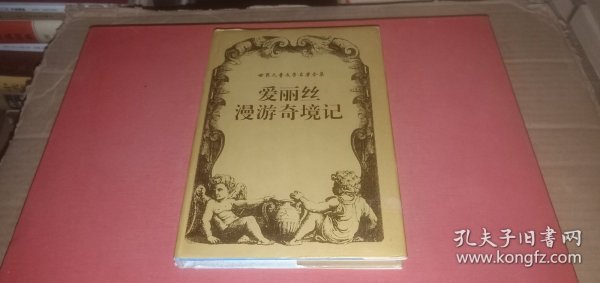 世界儿童文学名著全集
爱丽丝
漫游奇境记
孔夫子旧书网
www.kongfz.com